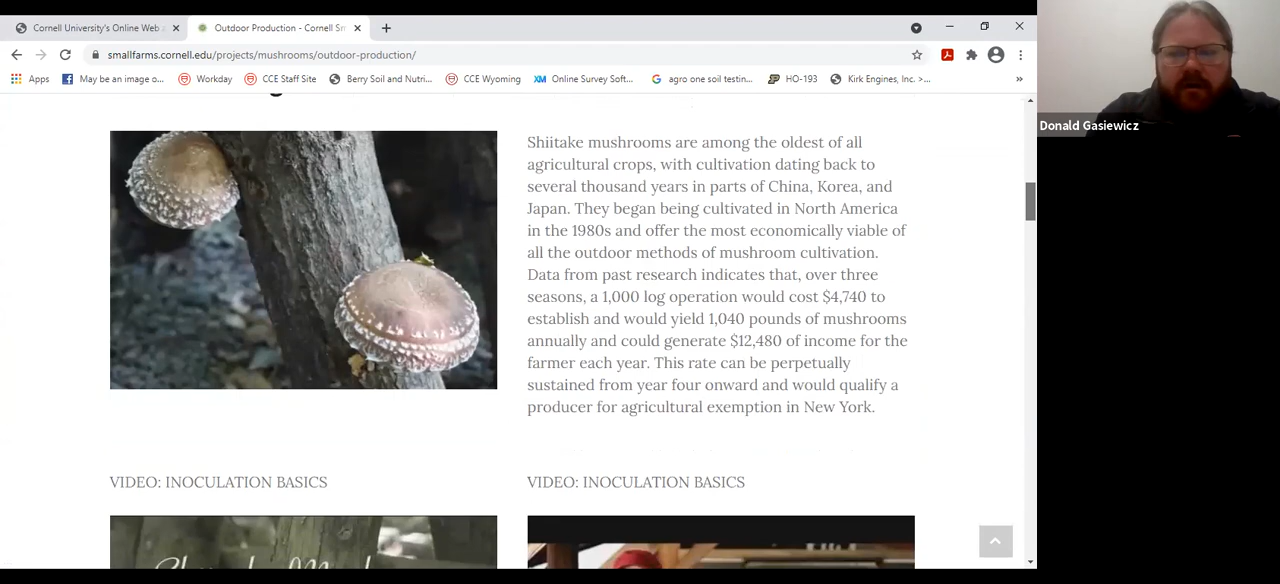 Cornell University's Online Web
Outdoor Production - Cornell Sm
smallfarms.cornell.edu/projects/mushrooms/outdoor-production/
Apps
May be an image o...
Workday
CCE Staff Site
Berry Soil and Nutri...
CCE Wyoming
XM Online Survey Soft...
agro one soil testin...
HO-193
Kirk Engines, Inc. >...
»
Donald Gasiewicz
Shiitake mushrooms are among the oldest of all
agricultural crops, with cultivation dating back to
several thousand years in parts of China, Korea, and
Japan. They began being cultivated in North America
in the 1980s and offer the most economically viable of
all the outdoor methods of mushroom cultivation.
Data from past research indicates that, over three
seasons, a 1,000 log operation would cost $4,740 to
establish and would yield 1,040 pounds of mushrooms
annually and could generate $12,480 of income for the
farmer each year. This rate can be perpetually
sustained from year four onward and would qualify a
producer for agricultural exemption in New York.
VIDEO: INOCULATION BASICS
VIDEO: INOCULATION BASICS